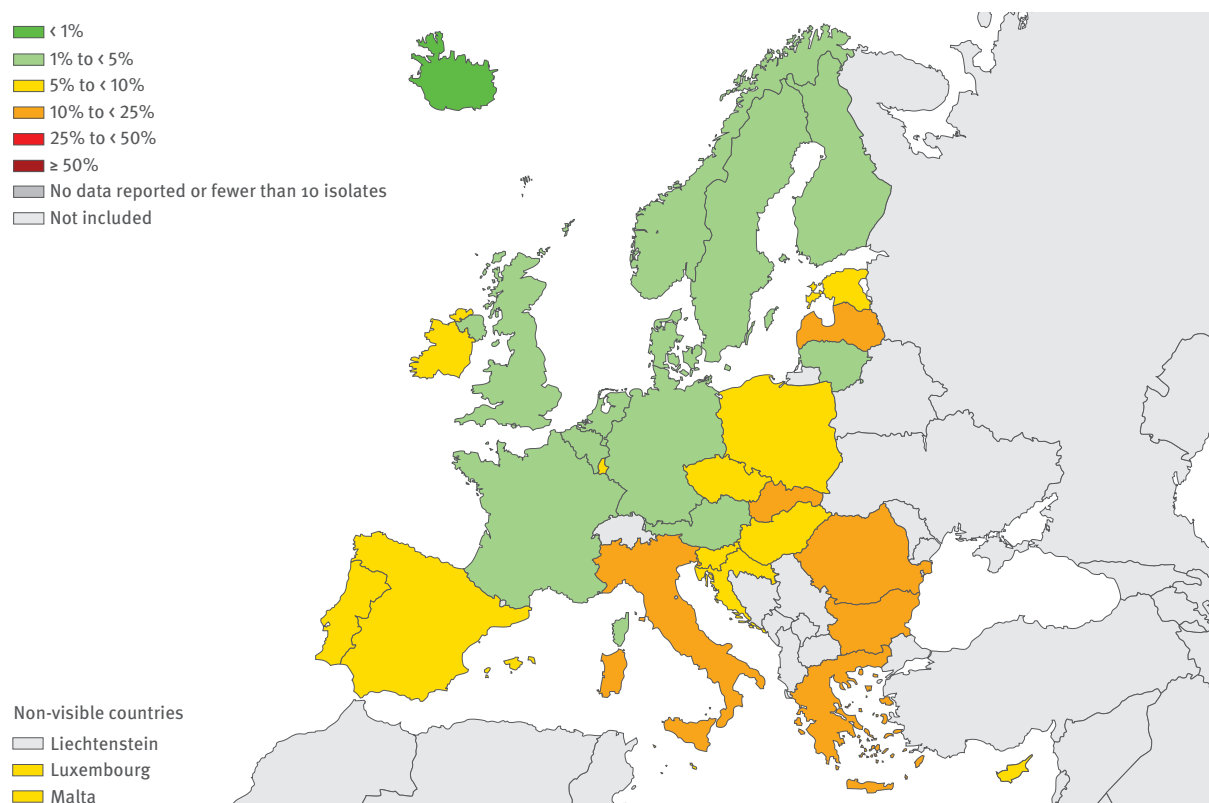 < 1%
1% to < 5%
5% to < 10%
10% to < 25%
25% to < 50%
≥ 50%
No data reported or fewer than 10 isolates
Not included
Non-visible countries
Liechtenstein
Luxembourg
Malta